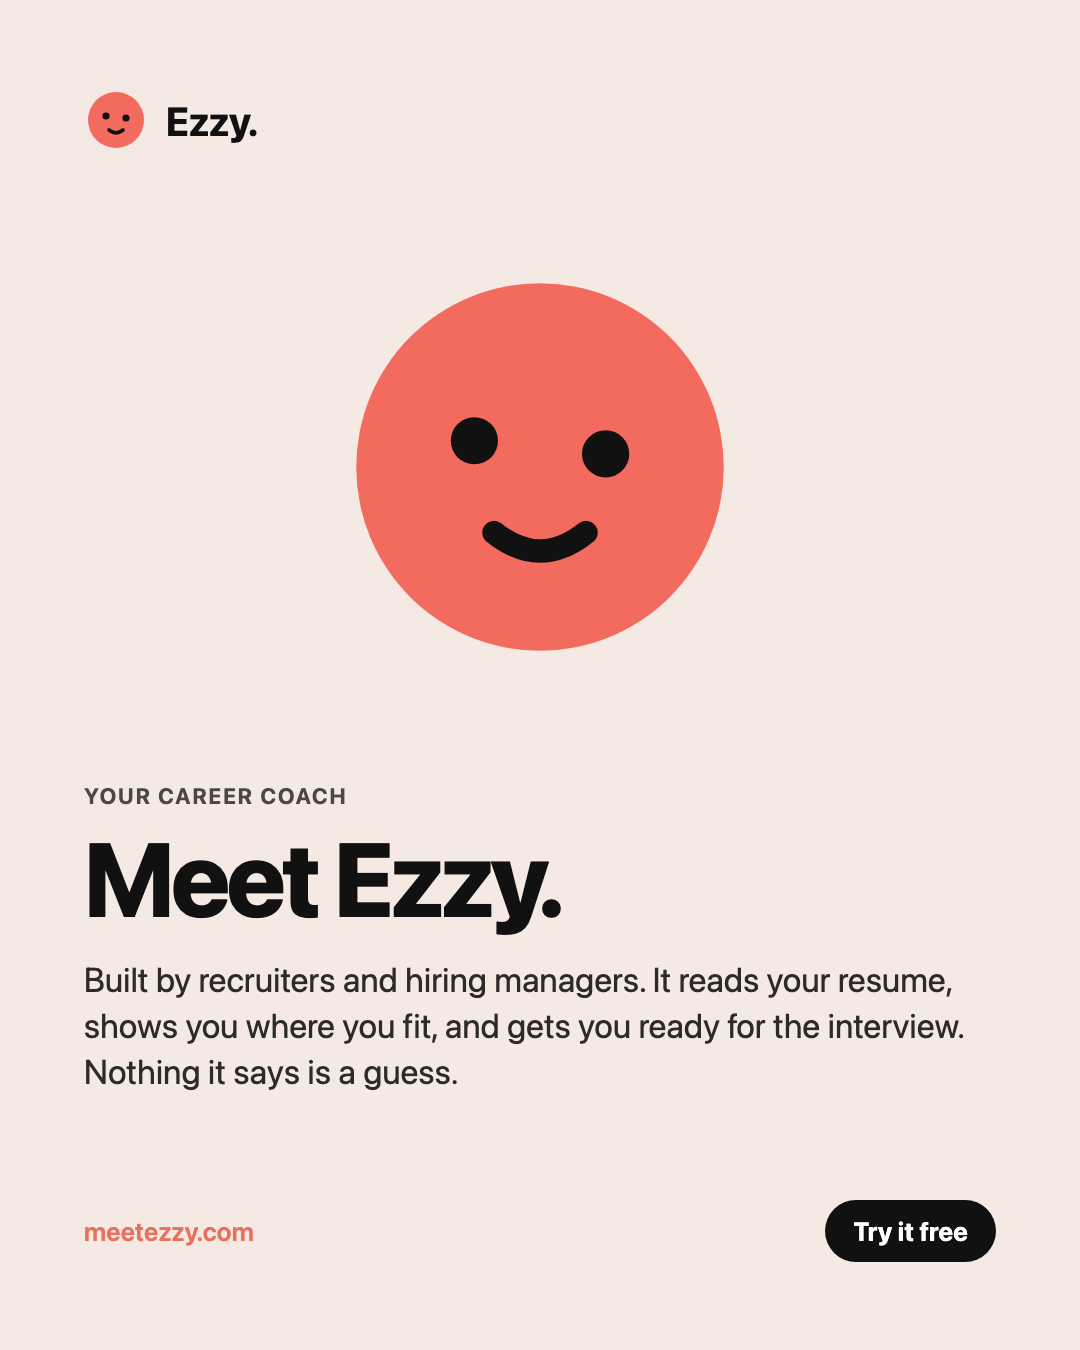 Ezzy.
YOUR CAREER COACH
Meet Ezzy.
Built by recruiters and hiring managers. It reads your resume,
shows you where you fit, and gets you ready for the interview.
Nothing it says is a guess.
meetezzy.com
Try it free